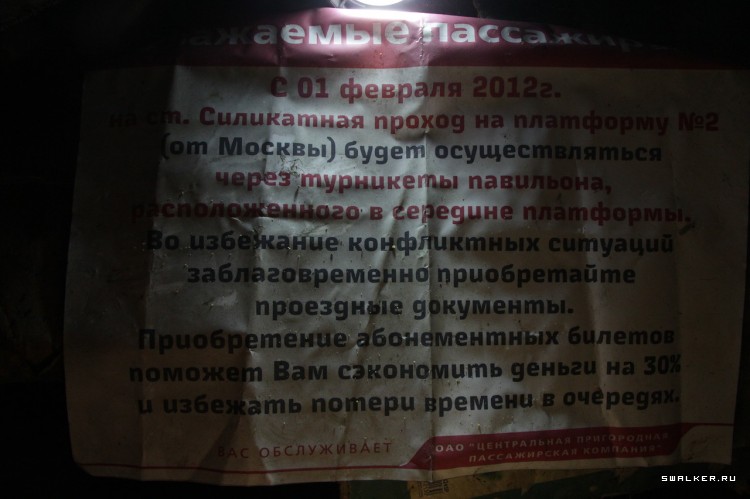 Уважаемые пассажиры
С 01 февраля 2012г.
на ст. Силикатная проход на платформу №2
(от Москвы) будет осуществляться
через турникеты павильона,
расположенного в середине платформы.
Во избежание конфликтных ситуаций
заблаговременно приобретайте
проездные документы.
Приобретение абонементных билетов
поможет Вам сэкономить деньги на 30%
и избежать потери времени в очередях.
ВАС ОБСЛУЖИВАЕТ
ОАО "ЦЕНТРАЛЬНАЯ ПРИГОРОДНАЯ
ПАССАЖИРСКАЯ КОМПАНИЯ"
SWALKER.RU